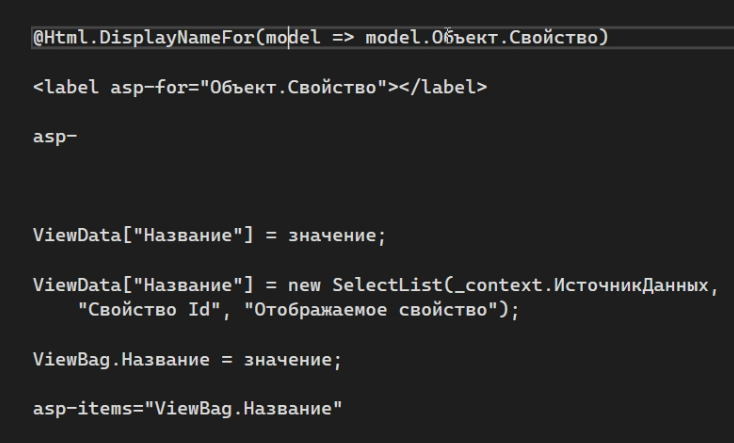 @Html.DisplayNameFor(model => model.Объект.Свойство)
<label asp-for="Объект.Свойство"></label>
asp-
ViewData["Название"] = значение;
ViewData["Название"] = new SelectList(_context.ИсточникДанных,
"Свойство Id", "Отображаемое свойство");
ViewBag.Название = значение;
asp-items="ViewBag.Название"